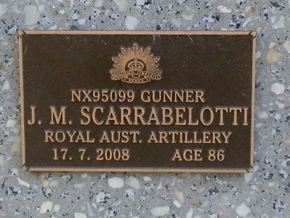 NX95099 GUNNER
J. M. SCARRABELOTTI
ROYAL AUST. ARTILLERY
17. 7. 2008 AGE 86